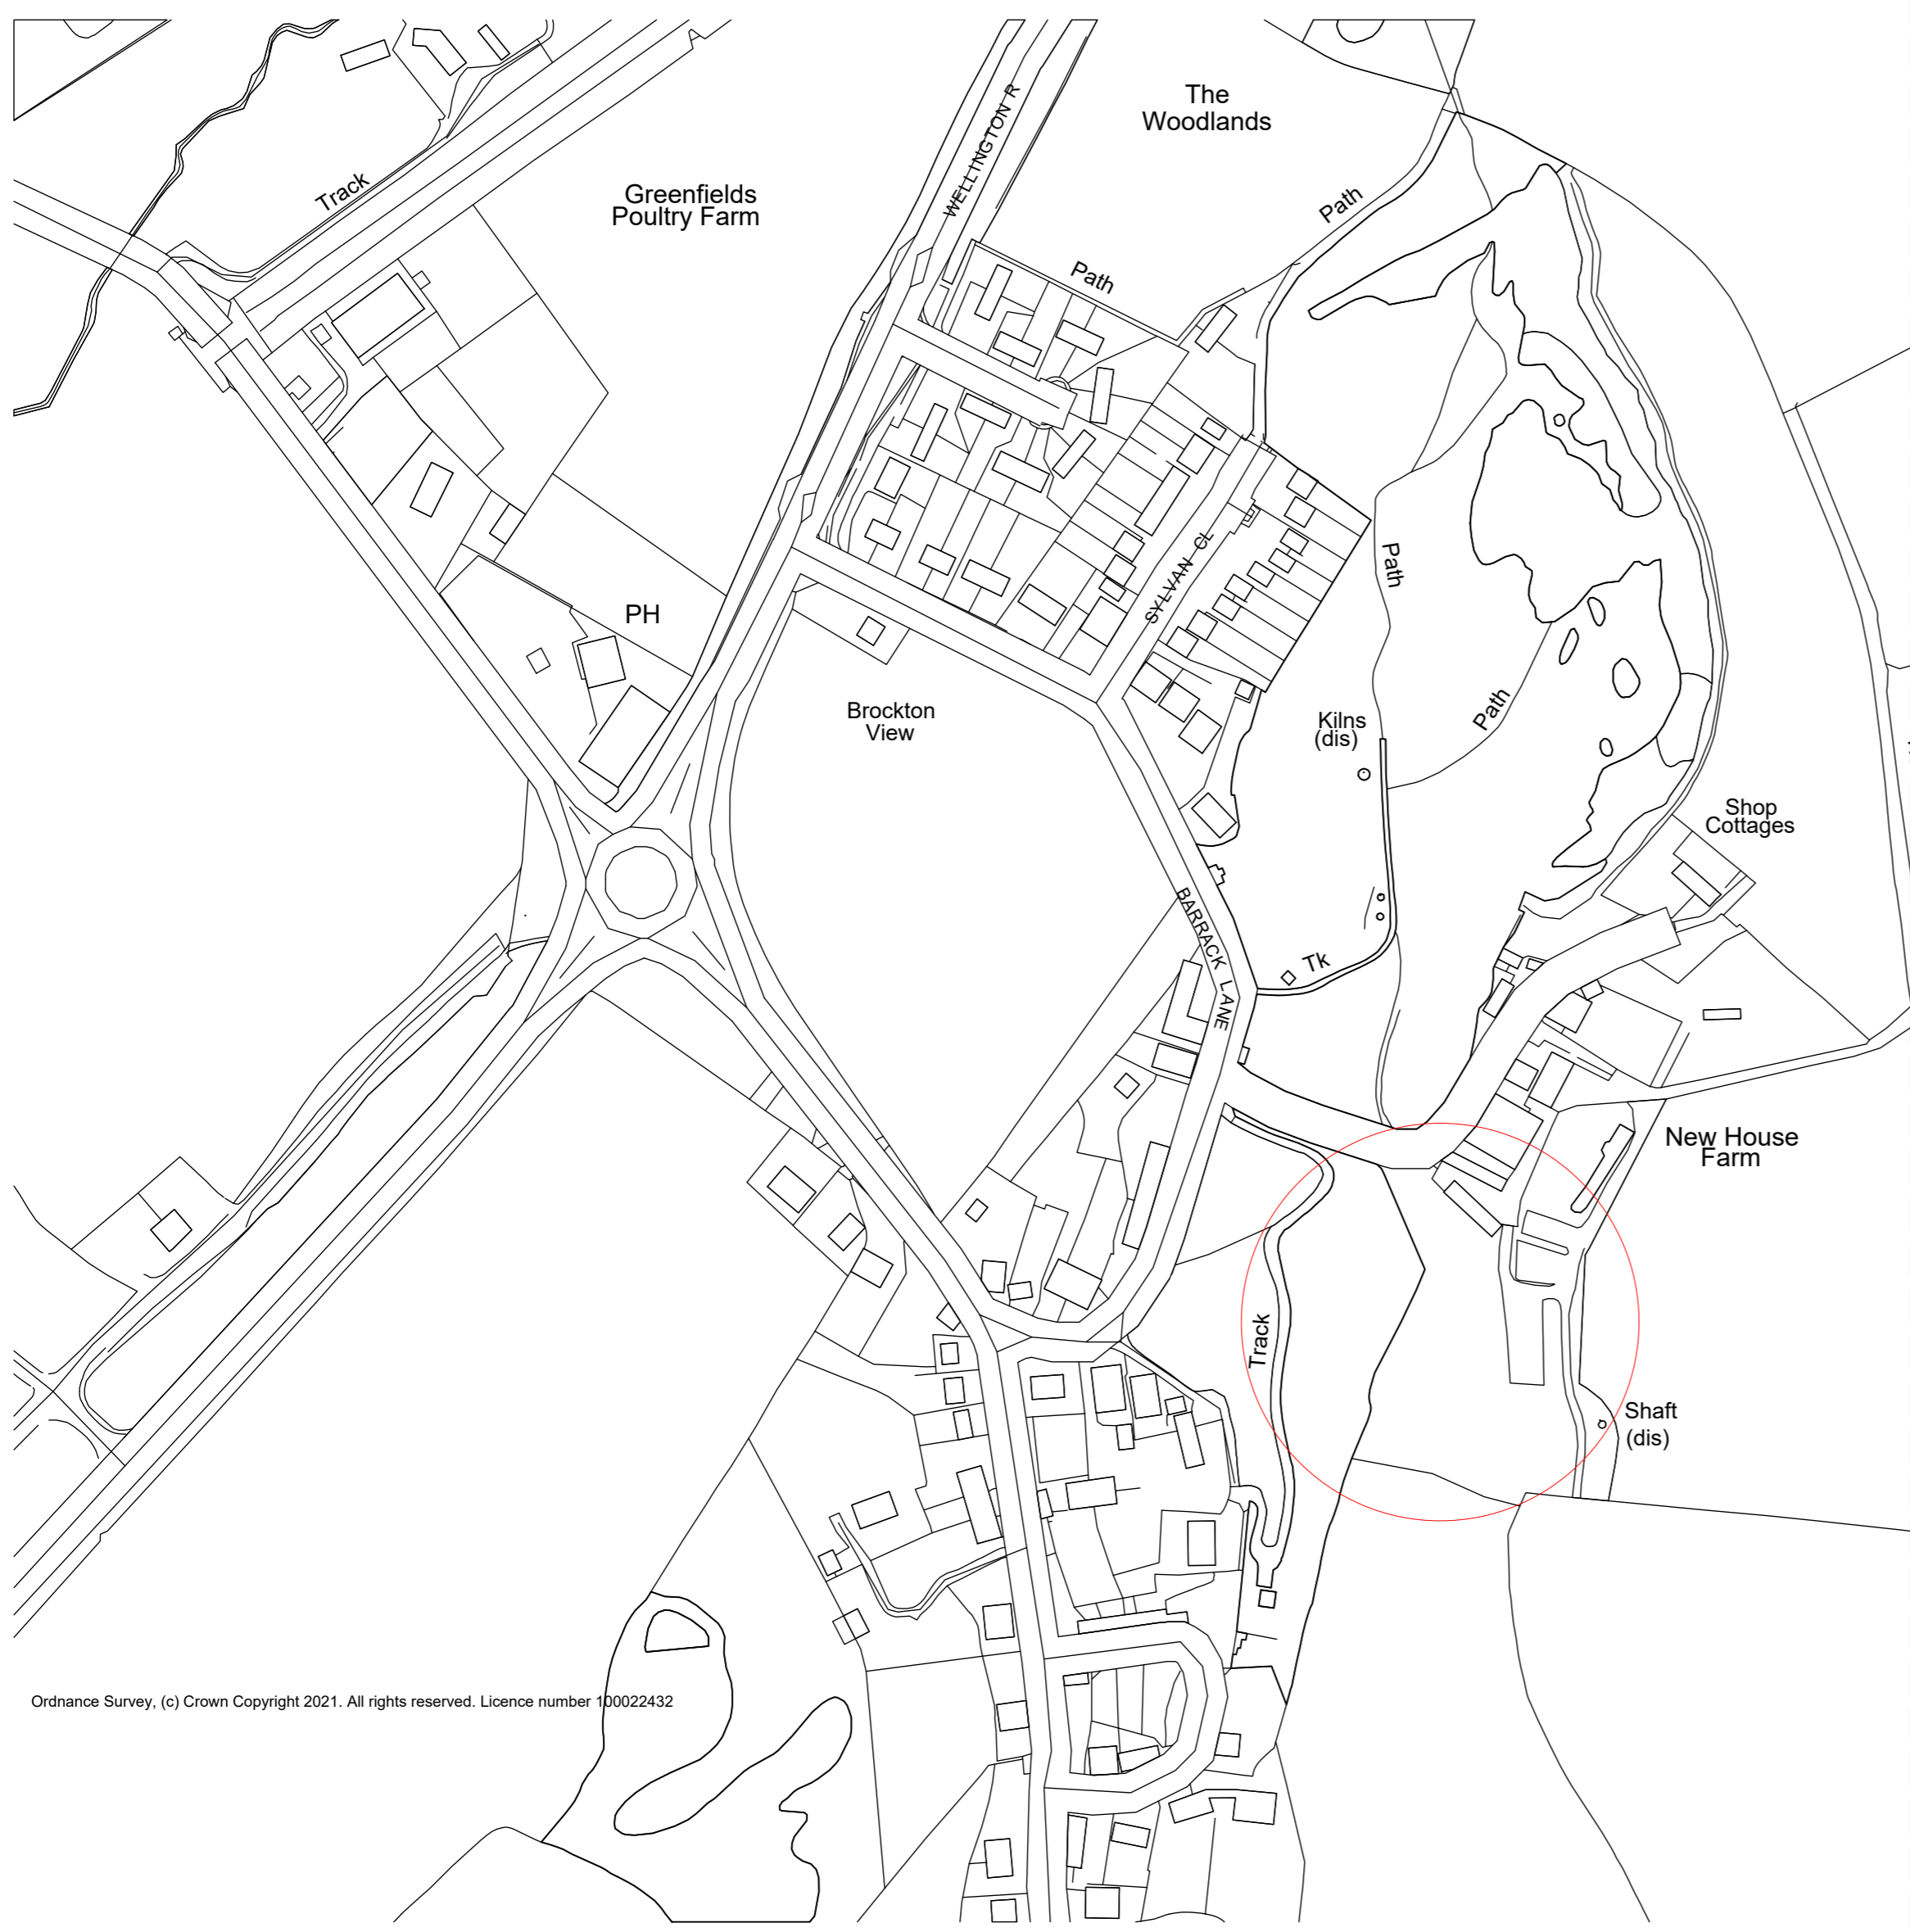 The
Woodlands
WELLINGTON R
Track
Greenfields
Poultry Farm
Path
Path
PH
SYLVAN CL
Path
Brockton
View
Kilns
(dis)
Path
Shop
Cottages
BARRACK LANE
Tk
New House
Farm
Track
Shaft
(dis)
Ordnance Survey, (c) Crown Copyright 2021. All rights reserved. Licence number 100022432